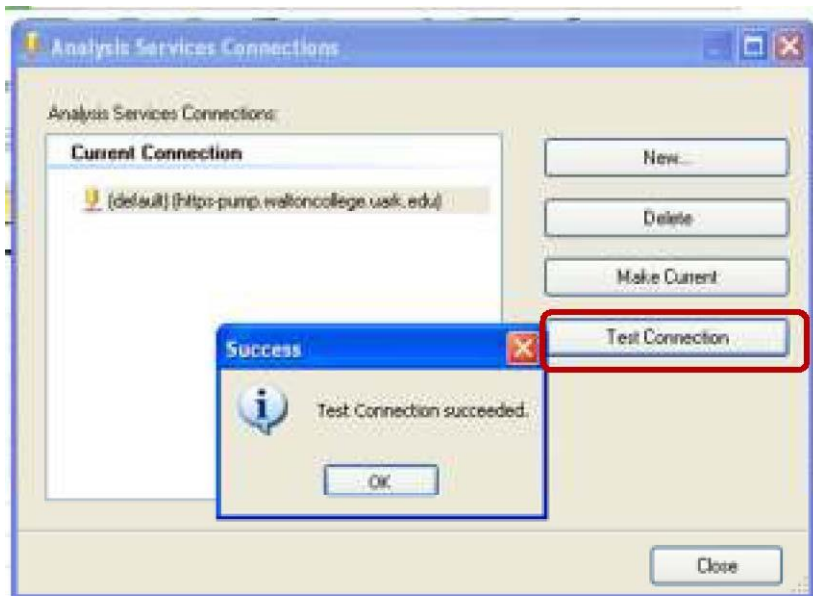 Analysis Services Connections
Analysis Services Connections:
Current Connection
(default) (https-pump.waltoncollege.uark.edu)
New...
Delete
Make Current
Test Connection
Success
Test Connection succeeded.
OK
Close